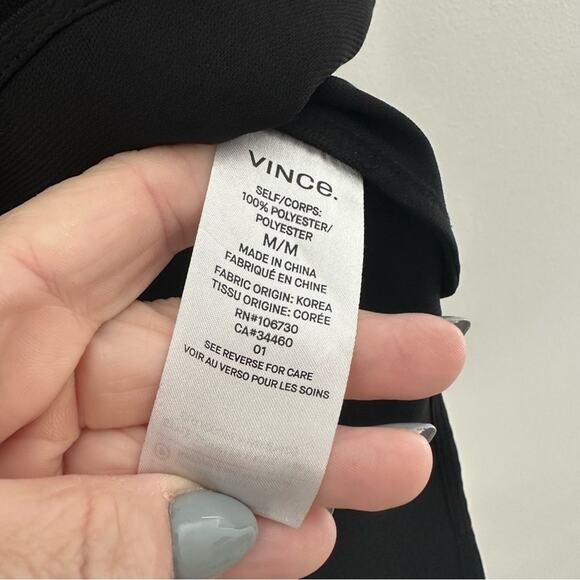 VINCe.
SELF/CORPS:
100% POLYESTER/
POLYESTER
M/M
MADE IN CHINA
FABRIQUÉ EN CHINE
FABRIC ORIGIN: KOREA
TISSU ORIGINE: CORÉE
RN#106730
CA#34460
01
SEE REVERSE FOR CARE
VOIR AU VERSO POUR LES SOINS